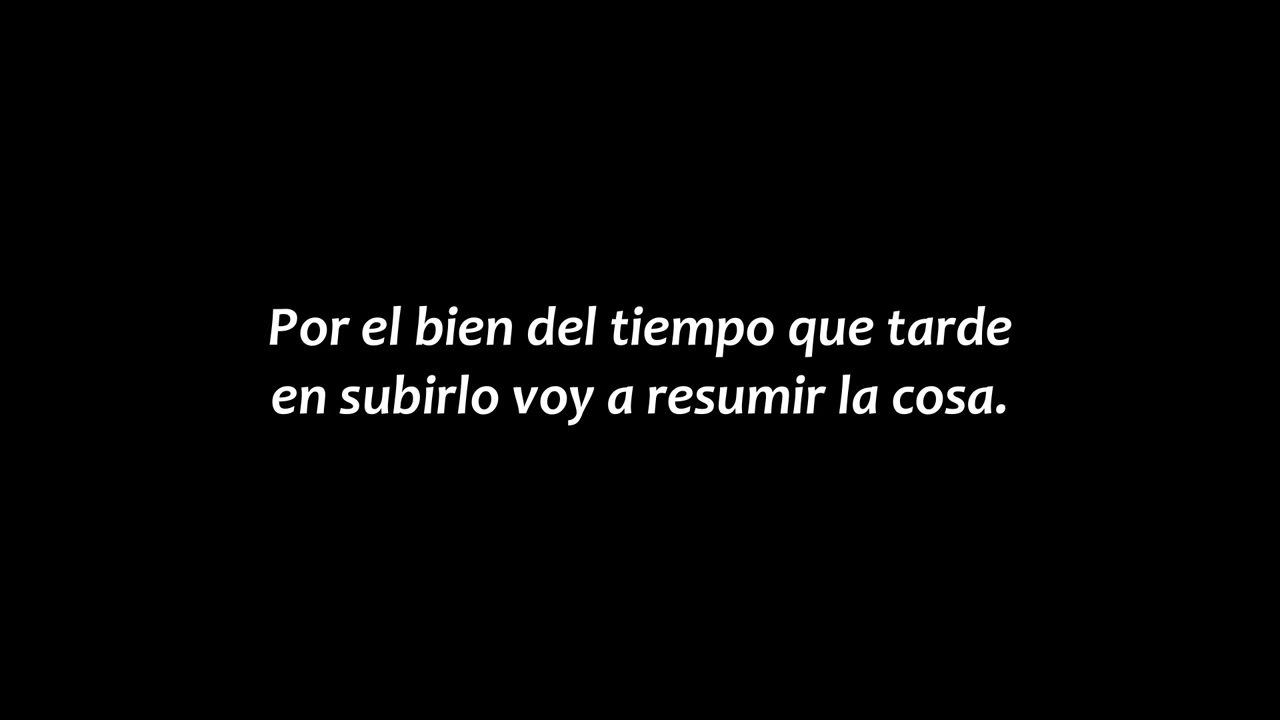 Por el bien del tiempo que tarde
en subirlo voy a resumir la cosa.